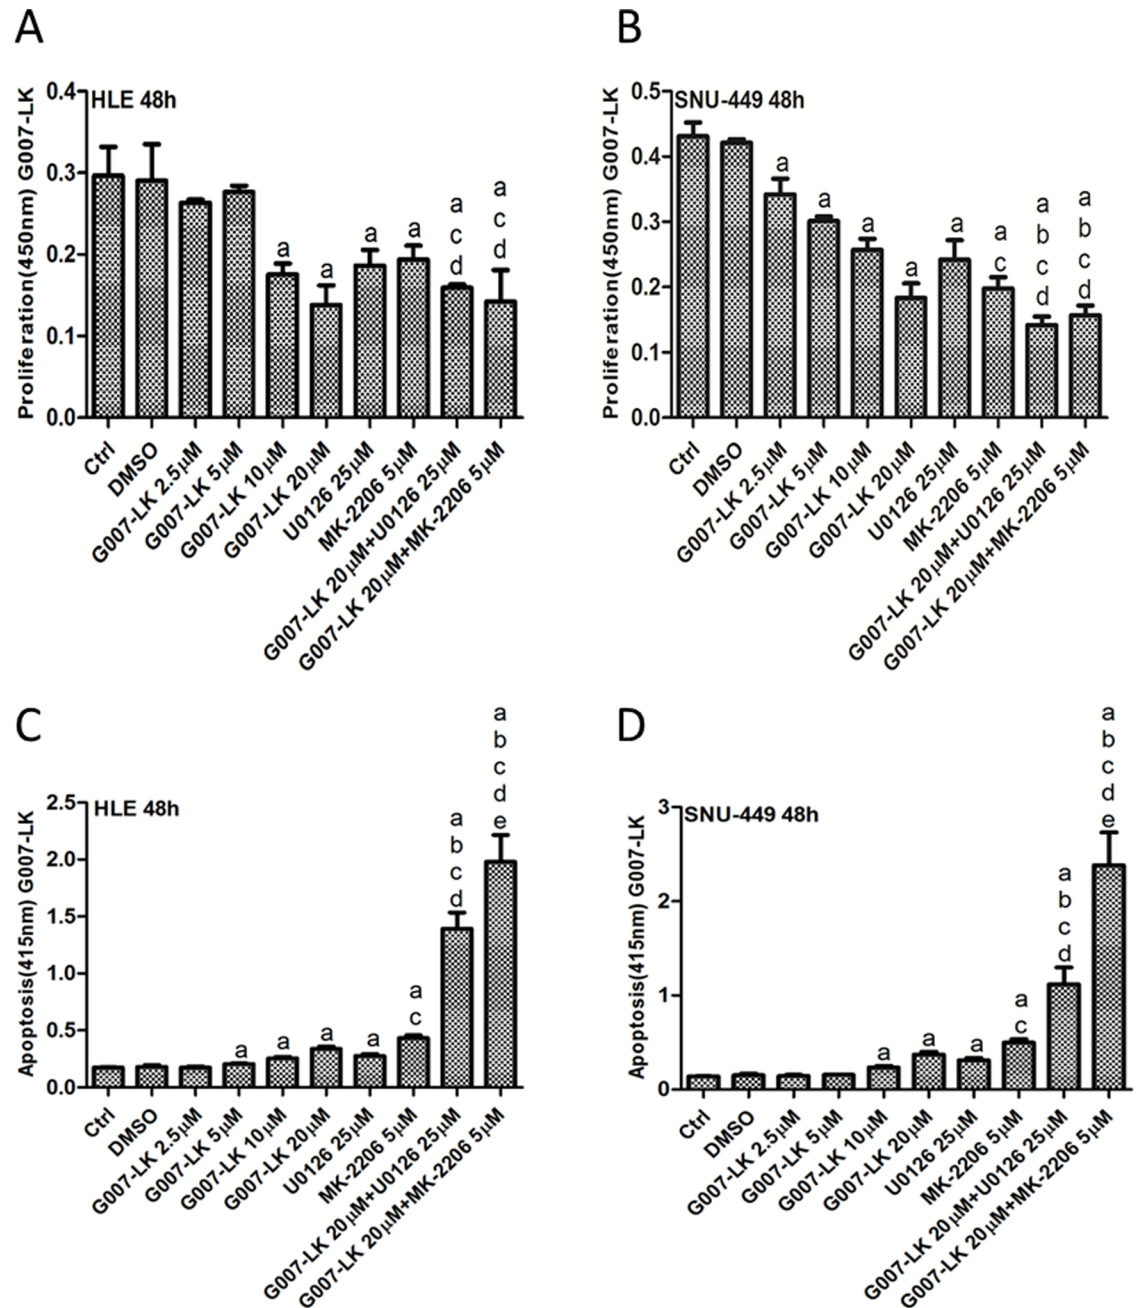 A
Proliferation(450nm) G007-LK
HLE 48h
0.4
0.3
0.2
0.1
0.0
a
a
a
a
a
c
d
a
c
d
Ctrl
DMSO
G007-LK 2.5μM
G007-LK 5μM
G007-LK 10μM
G007-LK 20μM
U0126 25μM
MK-2206 5μM
G007-LK 20μM+U0126 25μM
G007-LK 20μM+MK-2206 5μM
B
Proliferation(450nm) G007-LK
SNU-449 48h
0.5
0.4
0.3
0.2
0.1
0.0
a
a
a
a
a
a
c
a
b
c
d
a
b
c
d
Ctrl
DMSO
G007-LK 2.5μM
G007-LK 5μM
G007-LK 10μM
G007-LK 20μM
U0126 25μM
MK-2206 5μM
G007-LK 20μM+U0126 25μM
G007-LK 20μM+MK-2206 5μM
C
Apoptosis(415nm) G007-LK
HLE 48h
2.5
2.0
1.5
1.0
0.5
0.0
a
a
a
a
a
c
a
b
c
d
a
b
c
d
e
Ctrl
DMSO
G007-LK 2.5μM
G007-LK 5μM
G007-LK 10μM
G007-LK 20μM
U0126 25μM
MK-2206 5μM
G007-LK 20μM+U0126 25μM
G007-LK 20μM+MK-2206 5μM
D
Apoptosis(415nm) G007-LK
SNU-449 48h
3
2
1
0
a
a
a
a
c
a
b
c
d
a
b
c
d
e
Ctrl
DMSO
G007-LK 2.5μM
G007-LK 5μM
G007-LK 10μM
G007-LK 20μM
U0126 25μM
MK-2206 5μM
G007-LK 20μM+U0126 25μM
G007-LK 20μM+MK-2206 5μM